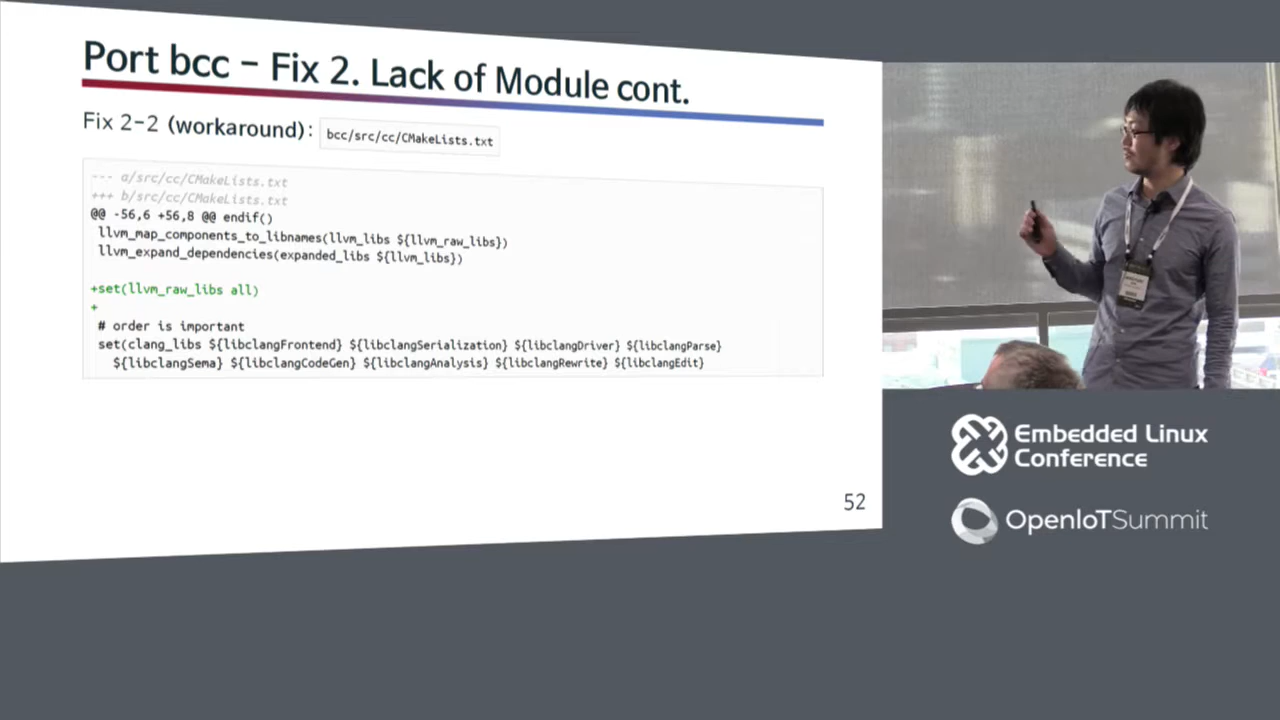 Port bcc – Fix 2. Lack of Module cont.
Fix 2-2 (workaround): bcc/src/cc/CMakeLists.txt
--- a/src/cc/CMakeLists.txt
+++ b/src/cc/CMakeLists.txt
@@ -56,6 +56,8 @@ endif()
llvm_map_components_to_libnames(llvm_libs ${llvm_raw_libs})
llvm_expand_dependencies(expanded_libs ${llvm_libs})
+set(llvm_raw_libs all)
+
# order is important
set(clang_libs ${libclangFrontend} ${libclangSerialization} ${libclangDriver} ${libclangParse}
${libclangSema} ${libclangCodeGen} ${libclangAnalysis} ${libclangRewrite} ${libclangEdit}
52
Embedded Linux
Conference
OpenIoTSummit